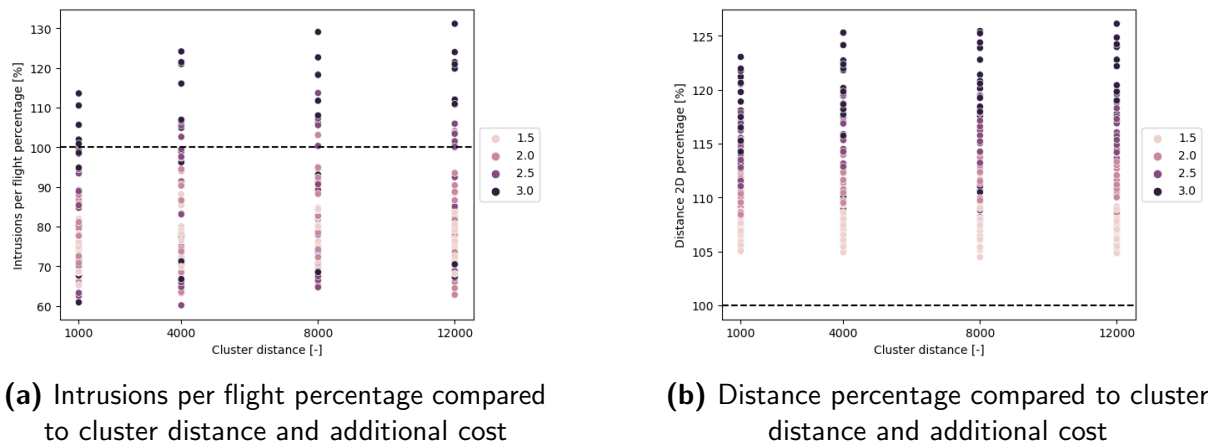 130
120
110
100
90
80
70
60
Intrusions per flight percentage [%]
1000 4000 8000 12000
Cluster distance [-]
1.5
2.0
2.5
3.0
125
120
115
110
105
100
Distance 2D percentage [%]
1000 4000 8000 12000
Cluster distance [-]
1.5
2.0
2.5
3.0
(a) Intrusions per flight percentage compared
to cluster distance and additional cost
(b) Distance percentage compared to cluster
distance and additional cost